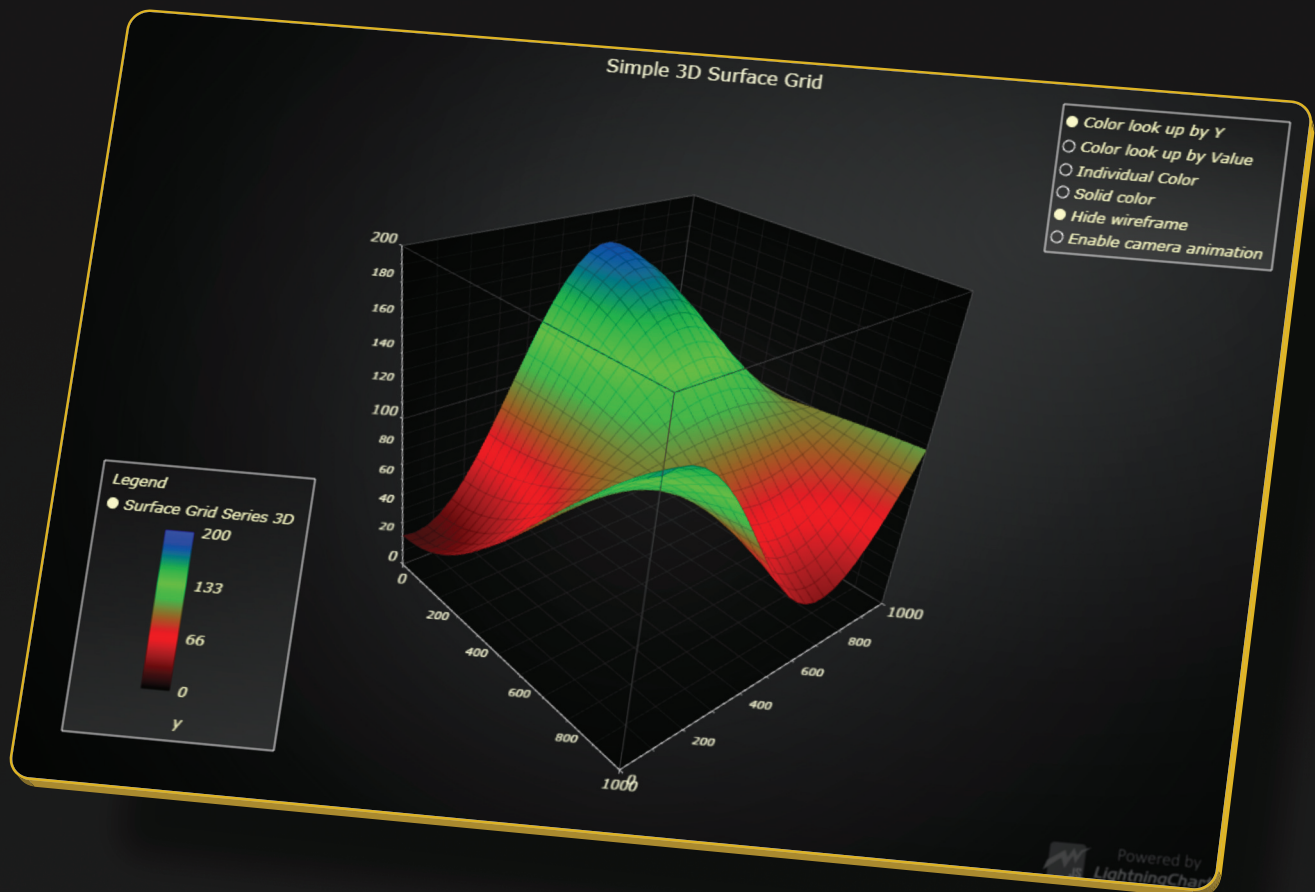 Simple 3D Surface Grid
Color look up by Y
Color look up by Value
Individual Color
Solid color
Hide wireframe
Enable camera animation
200
180
160
140
120
100
80
60
40
20
0
0
200
400
600
800
1000
0
200
400
600
800
1000
Legend
Surface Grid Series 3D
200
133
66
0
y
Powered by
LightningChart
JS